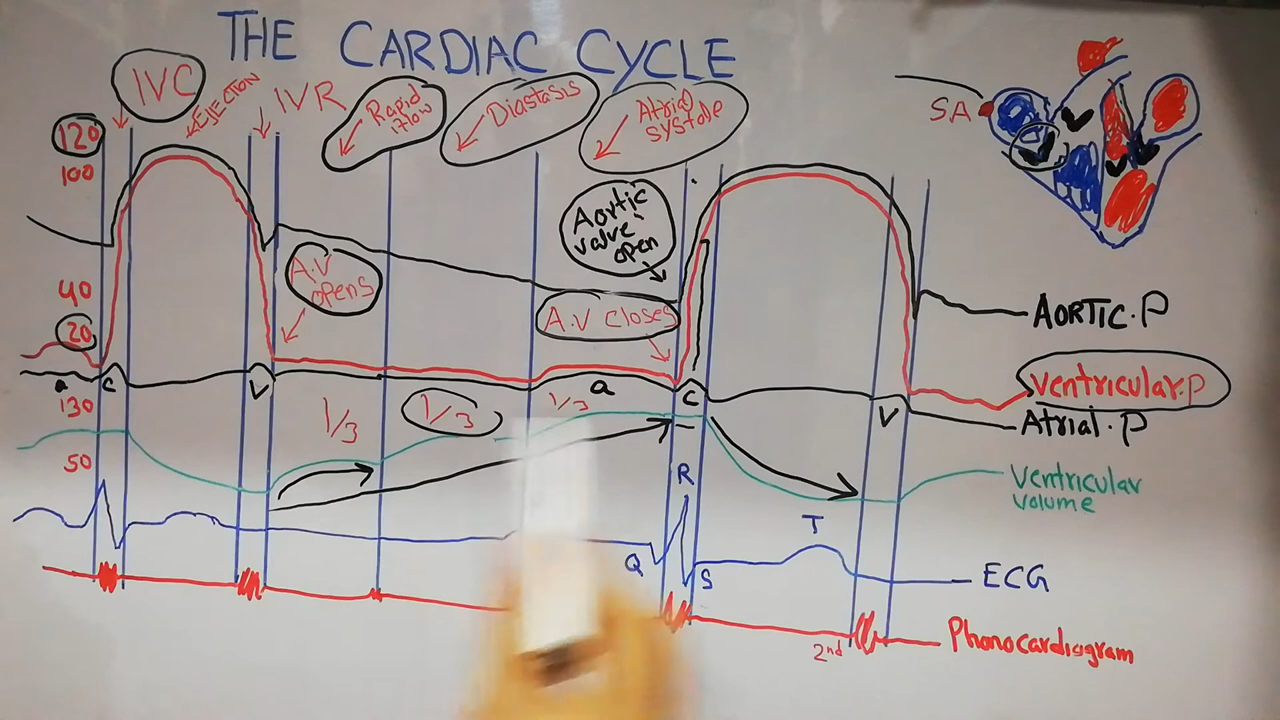 THE CARDIAC CYCLE
IVC
EJECTION
IVR
Rapid
iflow
Diastasis
Atrial
systole
SA
120
100
40
20
130
50
A.V
opens
Aortic
valve
open
A.V closes
AORTIC.P
Ventricular.p
Atrial.P
a
c
V
a
c
V
1/3
1/3
1/3
Ventricular
volume
R
T
Q
S
ECG
2nd
Phonocardiogram